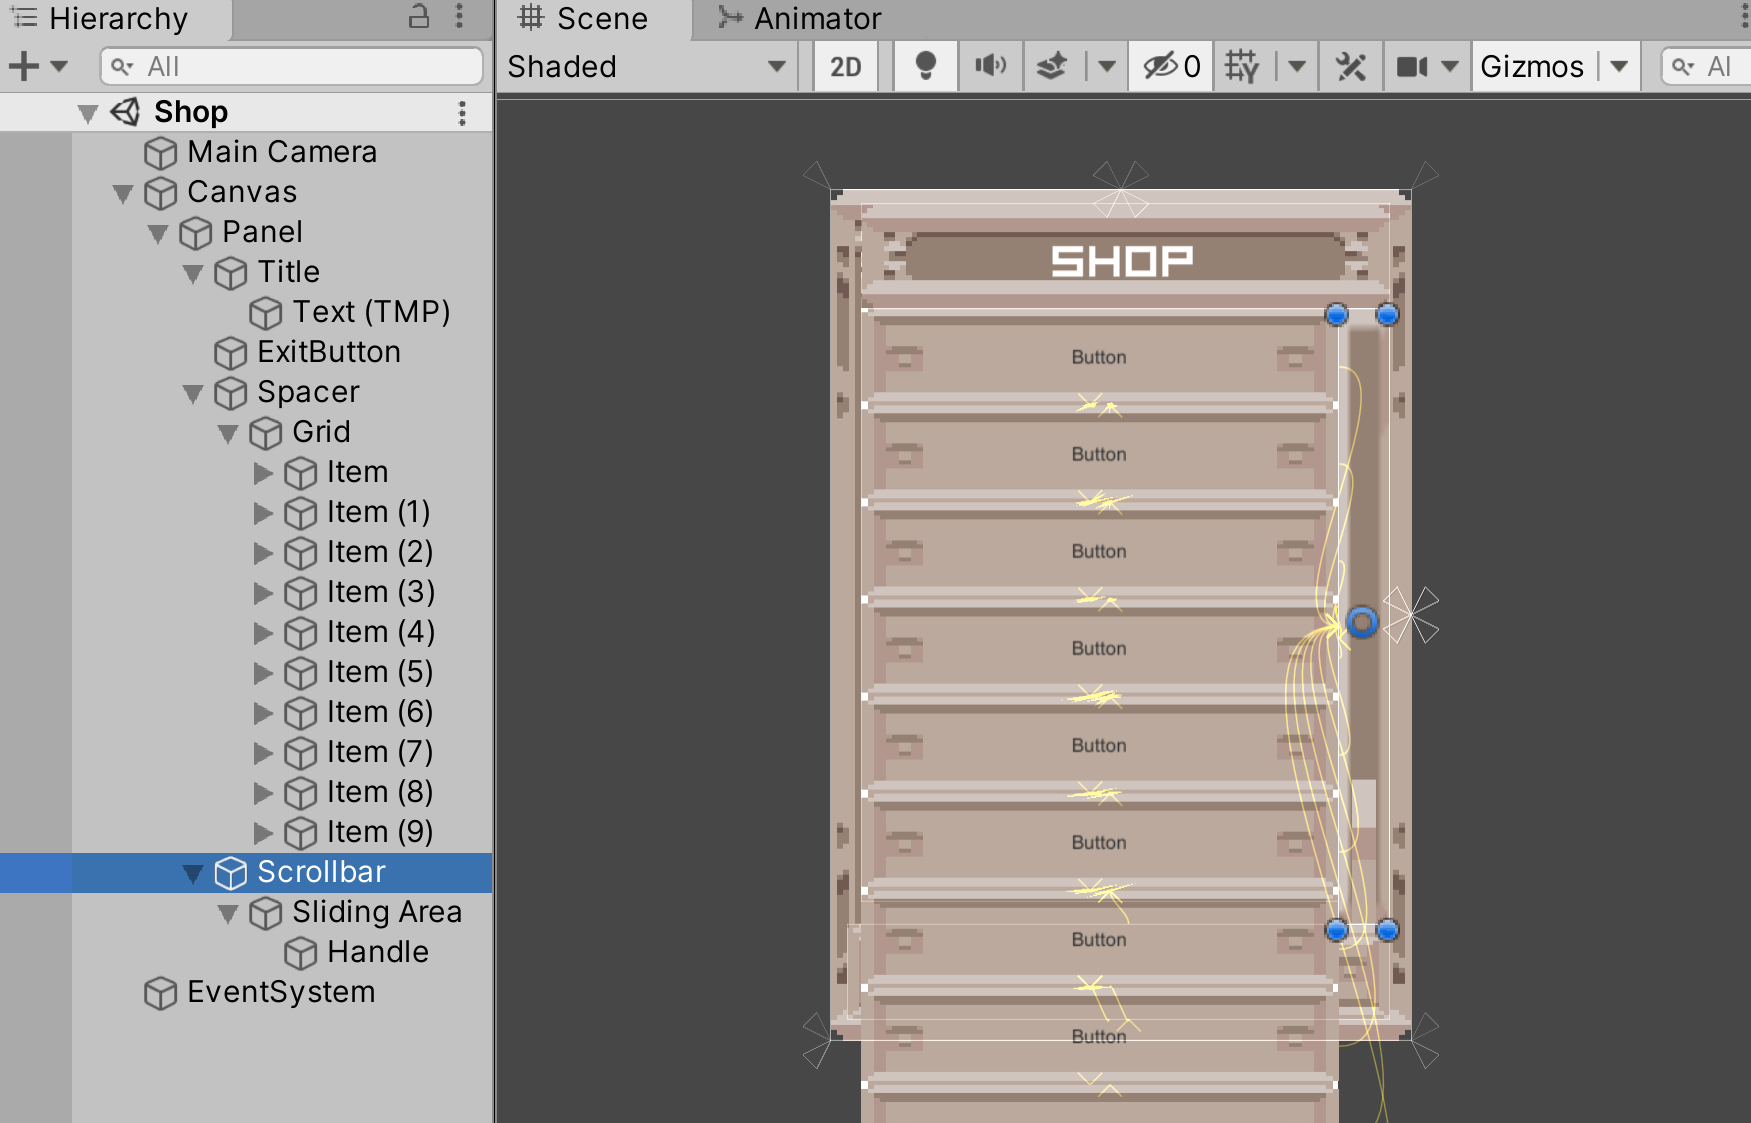 Hierarchy
All
Shop
Main Camera
Canvas
Panel
Title
Text (TMP)
ExitButton
Spacer
Grid
Item
Item (1)
Item (2)
Item (3)
Item (4)
Item (5)
Item (6)
Item (7)
Item (8)
Item (9)
Scrollbar
Sliding Area
Handle
EventSystem
Scene
Animator
Shaded
2D
0
Gizmos
Al
SHOP
Button
Button
Button
Button
Button
Button
Button
Button